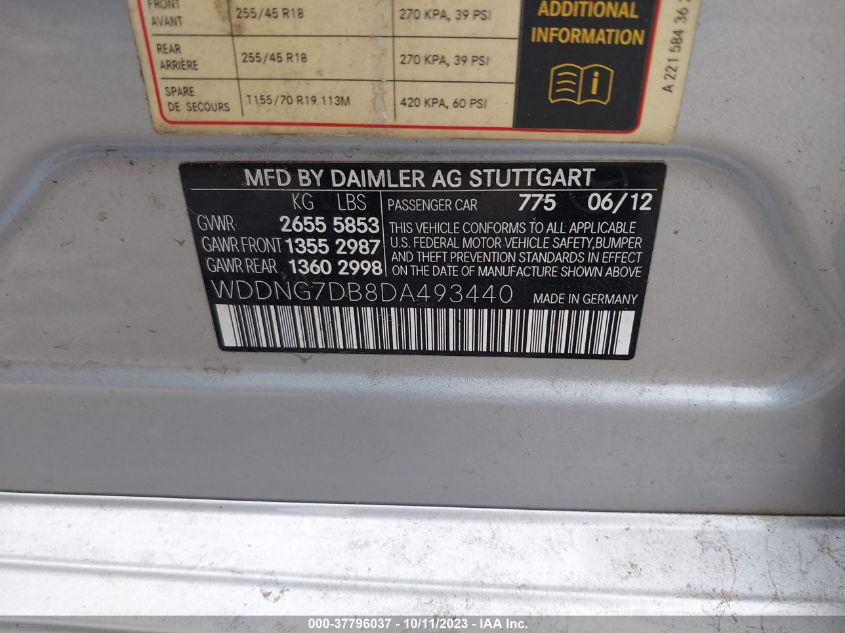 FRONT
AVANT 255/45 R18 270 KPA, 39 PSI
REAR
ARRIÈRE 255/45 R18 270 KPA, 39 PSI
SPARE
DE SECOURS T155/70 R19 113M 420 KPA, 60 PSI
ADDITIONAL
INFORMATION
A 221 584 36
MFD BY DAIMLER AG STUTTGART
KG LBS PASSENGER CAR 775 06/12
GVWR 2655 5853
GAWR FRONT 1355 2987
GAWR REAR 1360 2998
THIS VEHICLE CONFORMS TO ALL APPLICABLE
U.S. FEDERAL MOTOR VEHICLE SAFETY,BUMPER
AND THEFT PREVENTION STANDARDS IN EFFECT
ON THE DATE OF MANUFACTURE SHOWN ABOVE
WDDNG7DB8DA493440 MADE IN GERMANY
000-37796037 - 10/11/2023 - © IAA, Inc.